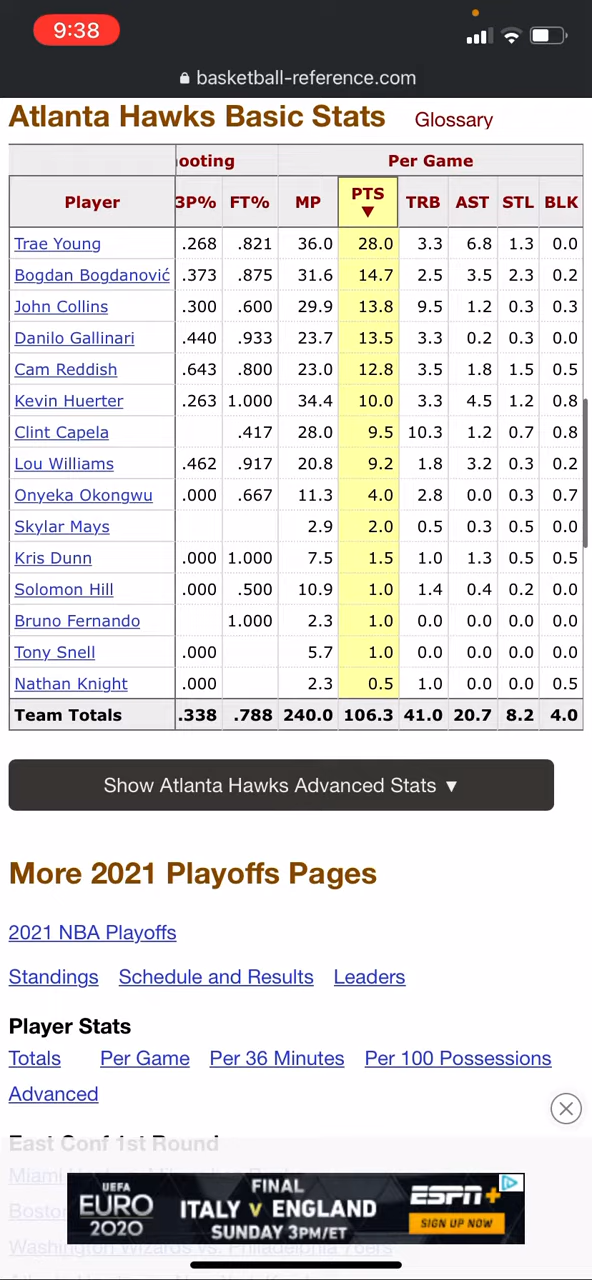 9:38
basketball-reference.com
Atlanta Hawks Basic Stats Glossary
ooting Per Game
Player 3P% FT% MP PTS ▼ TRB AST STL BLK
Trae Young .268 .821 36.0 28.0 3.3 6.8 1.3 0.0
Bogdan Bogdanović .373 .875 31.6 14.7 2.5 3.5 2.3 0.2
John Collins .300 .600 29.9 13.8 9.5 1.2 0.3 0.3
Danilo Gallinari .440 .933 23.7 13.5 3.3 0.2 0.3 0.0
Cam Reddish .643 .800 23.0 12.8 3.5 1.8 1.5 0.5
Kevin Huerter .263 1.000 34.4 10.0 3.3 4.5 1.2 0.8
Clint Capela .417 28.0 9.5 10.3 1.2 0.7 0.8
Lou Williams .462 .917 20.8 9.2 1.8 3.2 0.3 0.2
Onyeka Okongwu .000 .667 11.3 4.0 2.8 0.0 0.3 0.7
Skylar Mays 2.9 2.0 0.5 0.3 0.5 0.0
Kris Dunn .000 1.000 7.5 1.5 1.0 1.3 0.5 0.5
Solomon Hill .000 .500 10.9 1.0 1.4 0.4 0.2 0.0
Bruno Fernando 1.000 2.3 1.0 0.0 0.0 0.0 0.0
Tony Snell .000 5.7 1.0 0.0 0.0 0.0 0.0
Nathan Knight .000 2.3 0.5 1.0 0.0 0.0 0.5
Team Totals .338 .788 240.0 106.3 41.0 20.7 8.2 4.0
Show Atlanta Hawks Advanced Stats ▼
More 2021 Playoffs Pages
2021 NBA Playoffs
Standings Schedule and Results Leaders
Player Stats
Totals Per Game Per 36 Minutes Per 100 Possessions
Advanced
East Conf 1st Round
Miami
Boston
Washington Wizards vs. Philadelphia 76ers
UEFA
EURO
2020
FINAL
ITALY V ENGLAND
SUNDAY 3PM/ET
ESPN+
SIGN UP NOW